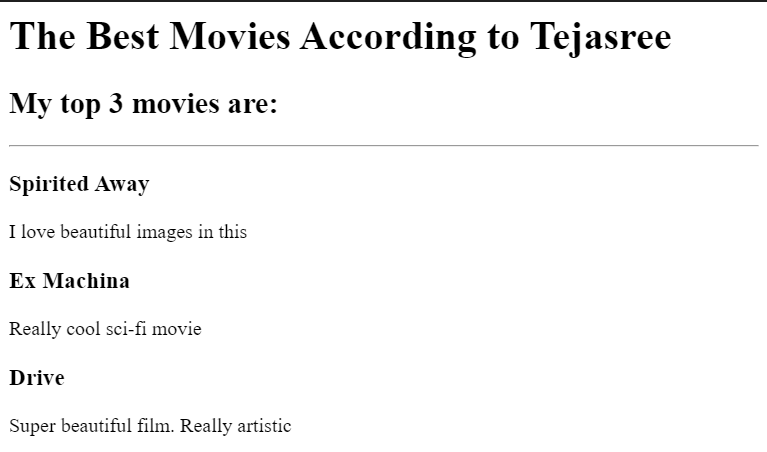 The Best Movies According to Tejasree
My top 3 movies are:
Spirited Away
I love beautiful images in this
Ex Machina
Really cool sci-fi movie
Drive
Super beautiful film. Really artistic